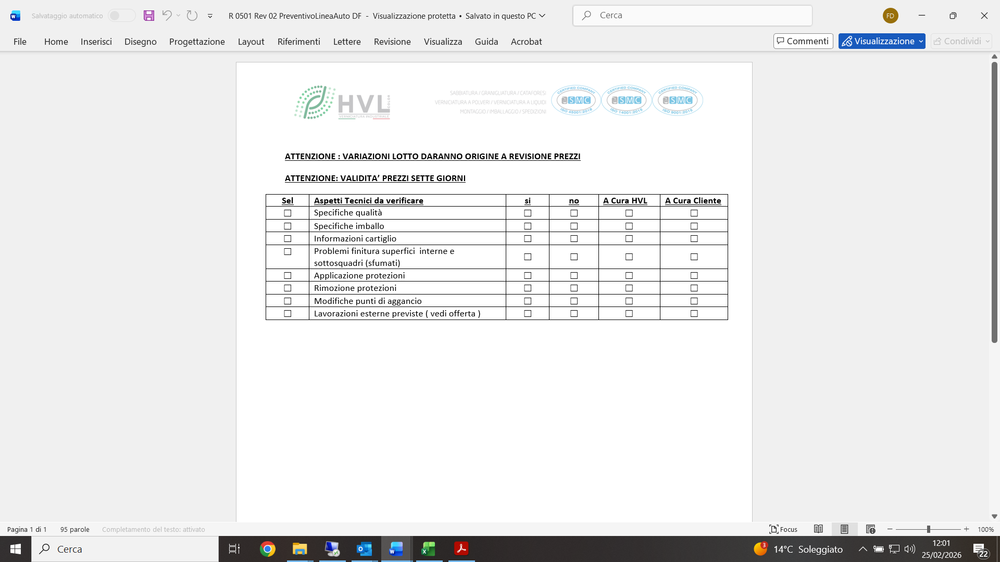 Salvataggio automatico
R 0501 Rev 02 PreventivoLineaAuto DF - Visualizzazione protetta • Salvato in questo PC
Cerca
FD
File Home Inserisci Disegno Progettazione Layout Riferimenti Lettere Revisione Visualizza Guida Acrobat
Commenti Visualizzazione Condividi
HVL COLOR
VERNICIATURA INDUSTRIALE
SABBIATURA / GRANIGLIATURA / CATAFORESI
VERNICIATURA A POLVERI / VERNICIATURA A LIQUIDI
MONTAGGIO / IMBALLAGGIO / SPEDIZIONI
CERTIFIED COMPANY SMC ISO 45001:2018
CERTIFIED COMPANY SMC ISO 14001:2015
CERTIFIED COMPANY SMC ISO 9001:2015
ATTENZIONE : VARIAZIONI LOTTO DARANNO ORIGINE A REVISIONE PREZZI
ATTENZIONE: VALIDITA’ PREZZI SETTE GIORNI
Sel Aspetti Tecnici da verificare si no A Cura HVL A Cura Cliente
☐ Specifiche qualità ☐ ☐ ☐ ☐
☐ Specifiche imballo ☐ ☐ ☐ ☐
☐ Informazioni cartiglio ☐ ☐ ☐ ☐
☐ Problemi finitura superfici interne e
sottosquadri (sfumati) ☐ ☐ ☐ ☐
☐ Applicazione protezioni ☐ ☐ ☐ ☐
☐ Rimozione protezioni ☐ ☐ ☐ ☐
☐ Modifiche punti di aggancio ☐ ☐ ☐ ☐
☐ Lavorazioni esterne previste ( vedi offerta ) ☐ ☐ ☐ ☐
Pagina 1 di 1 95 parole Completamento del testo: attivato
Focus
100%
Cerca
3
14°C Soleggiato
12:01
25/02/2026
22